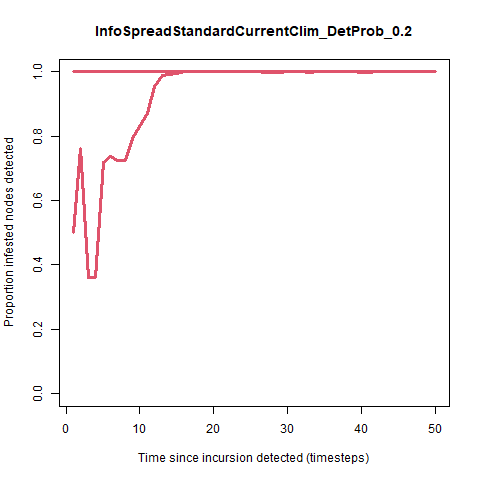 InfoSpreadStandardCurrentClim_DetProb_0.2
Proportion infested nodes detected
1.0
0.8
0.6
0.4
0.2
0.0
0 10 20 30 40 50
Time since incursion detected (timesteps)